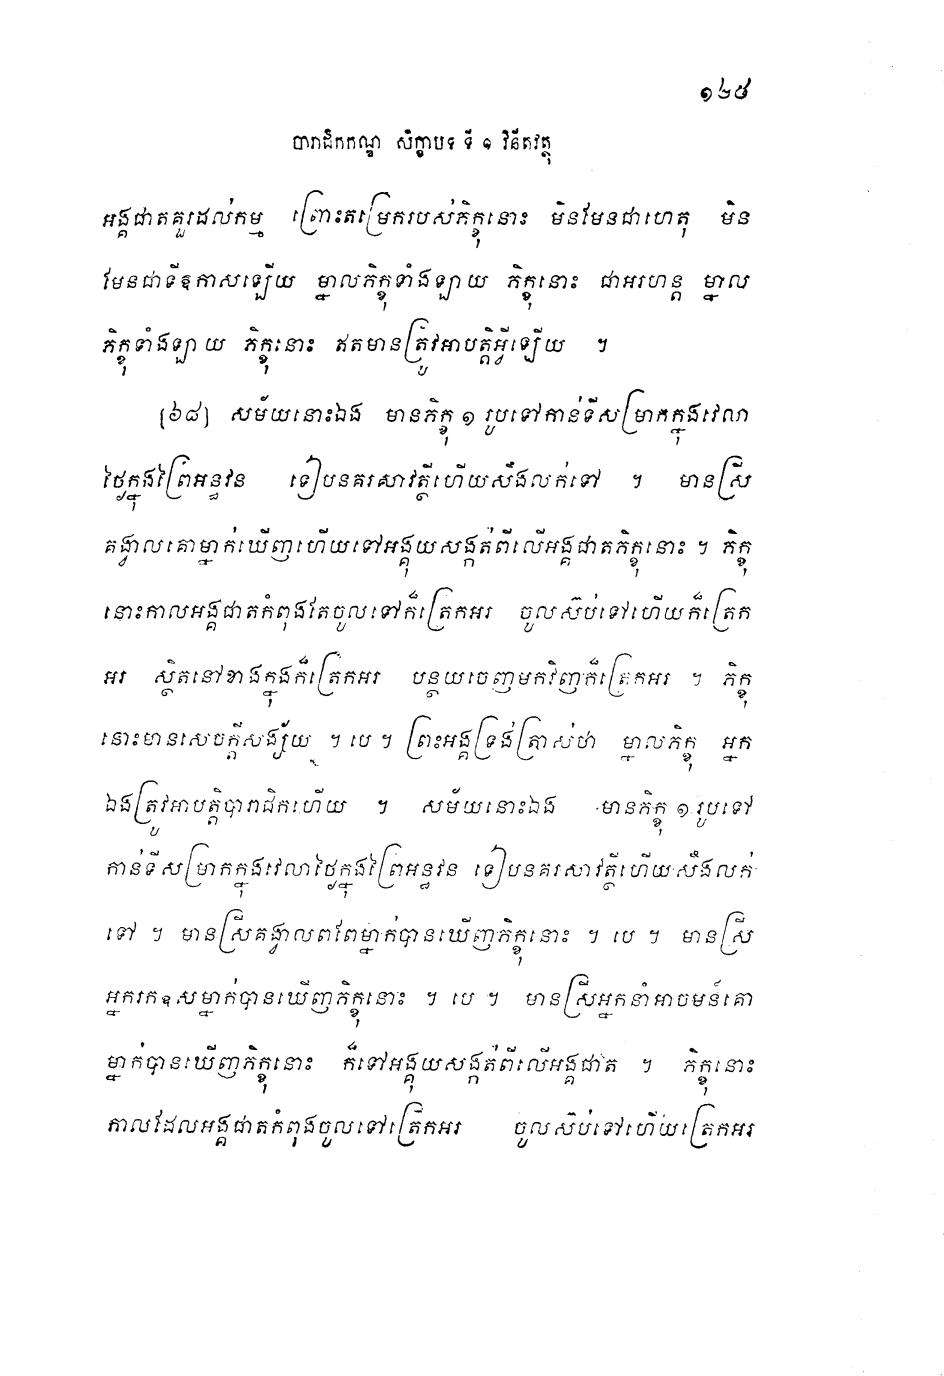 ១៦៥
បារាជិកកណ្ឌ សិក្ខាបទ ទី ១ វិនីតវត្ថុ
អង្គជាតគួរដល់កម្ម ព្រោះតម្រេករបស់ភិក្ខុនោះ មិនមែនជាហេតុ មិន
មែនជាទីឱកាសឡើយ ម្នាលភិក្ខុទាំងឡាយ ភិក្ខុនោះ ជាអរហន្ត ម្នាល
ភិក្ខុទាំងឡាយ ភិក្ខុនោះ ឥតមានត្រូវអាបត្តិអ្វីឡើយ ។
(៦៨) សម័យនោះឯង មានភិក្ខុ ១ រូបទៅកាន់ទីសម្រាកក្នុងវេលា
ថ្ងៃក្នុងព្រៃអន្ធវន ទៀបនគរសាវត្ថីហើយសឹងលក់ទៅ ។ មានស្រី
គង្វាលគោម្នាក់ឃើញហើយទៅអង្គុយសង្កត់ពីលើអង្គជាតភិក្ខុនោះ ។ ភិក្ខុ
នោះកាលអង្គជាតកំពុងតែចូលទៅក៏ត្រេកអរ ចូលស៊ប់ទៅហើយក៏ត្រេក
អរ ស្ថិតនៅខាងក្នុងក៏ត្រេកអរ បន្ថយចេញមកវិញក៏ត្រេកអរ ។ ភិក្ខុ
នោះមានសេចក្តីសង្ស័យ ។ បេ ។ ព្រះអង្គទ្រង់ត្រាស់ថា ម្នាលភិក្ខុ អ្នក
ឯងត្រូវអាបត្តិបារាជិកហើយ ។ សម័យនោះឯង មានភិក្ខុ ១ រូបទៅ
កាន់ទីសម្រាកក្នុងវេលាថ្ងៃក្នុងព្រៃអន្ធវន ទៀបនគរសាវត្ថីហើយសឹងលក់
ទៅ ។ មានស្រីគង្វាលពពែម្នាក់បានឃើញភិក្ខុនោះ ។ បេ ។ មានស្រី
អ្នករកឧសម្នាក់បានឃើញភិក្ខុនោះ ។ បេ ។ មានស្រីអ្នកនាំអាចមន៍គោ
ម្នាក់បានឃើញភិក្ខុនោះ ក៏ទៅអង្គុយសង្កត់ពីលើអង្គជាត ។ ភិក្ខុនោះ
កាលដែលអង្គជាតកំពុងចូលទៅត្រេកអរ ចូលស៊ប់ទៅហើយត្រេកអរ